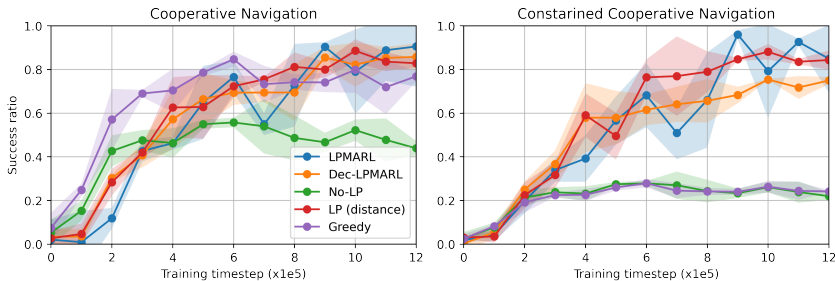 Cooperative Navigation
1.0
0.8
0.6
0.4
0.2
0.0
Success ratio
LPMARL
Dec-LPMARL
No-LP
LP (distance)
Greedy
0 2 4 6 8 10 12
Training timestep (x1e5)
Constarined Cooperative Navigation
1.0
0.8
0.6
0.4
0.2
0.0
0 2 4 6 8 10 12
Training timestep (x1e5)